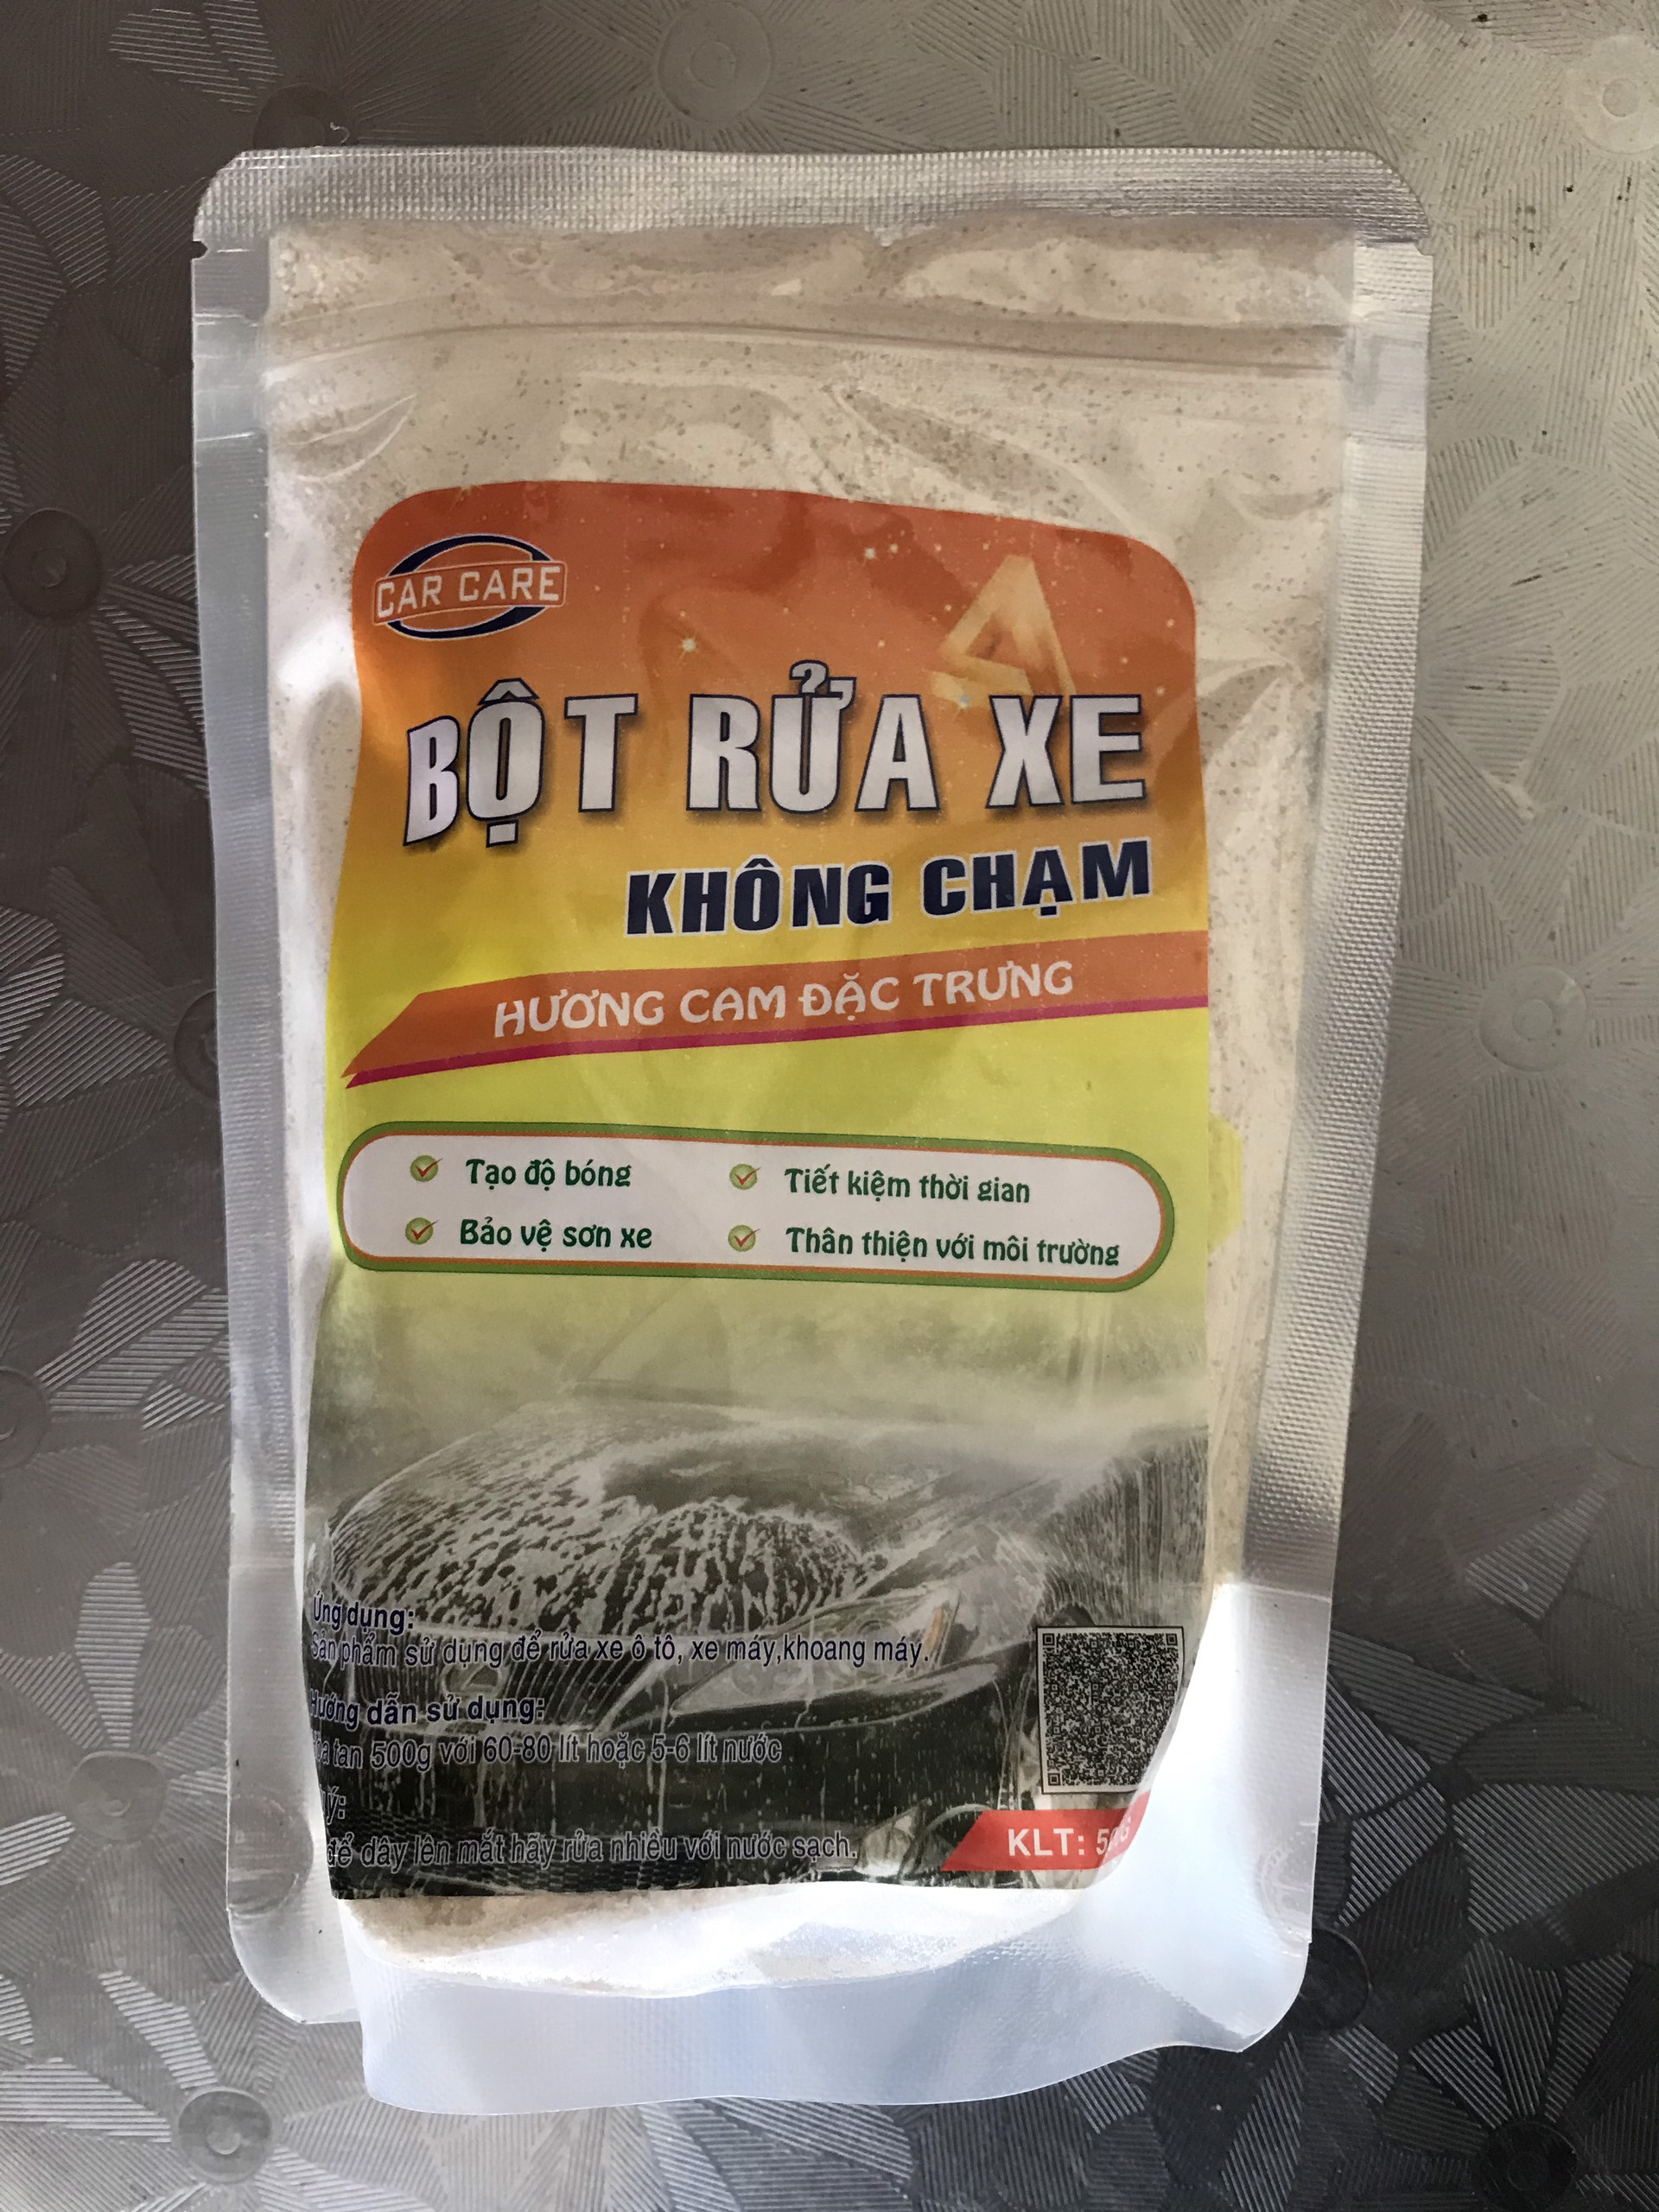 CAR CARE
BỘT RỬA XE
KHÔNG CHẠM
HƯƠNG CAM ĐẶC TRƯNG
Tạo độ bóng
Tiết kiệm thời gian
Bảo vệ sơn xe
Thân thiện với môi trường
Ứng dụng:
Sản phẩm sử dụng để rửa xe ô tô, xe máy,khoang máy.
Hướng dẫn sử dụng:
tan 500g với 60-80 lít hoặc 5-6 lít nước
ý:
để dây lên mắt hãy rửa nhiều với nước sạch.
KLT: